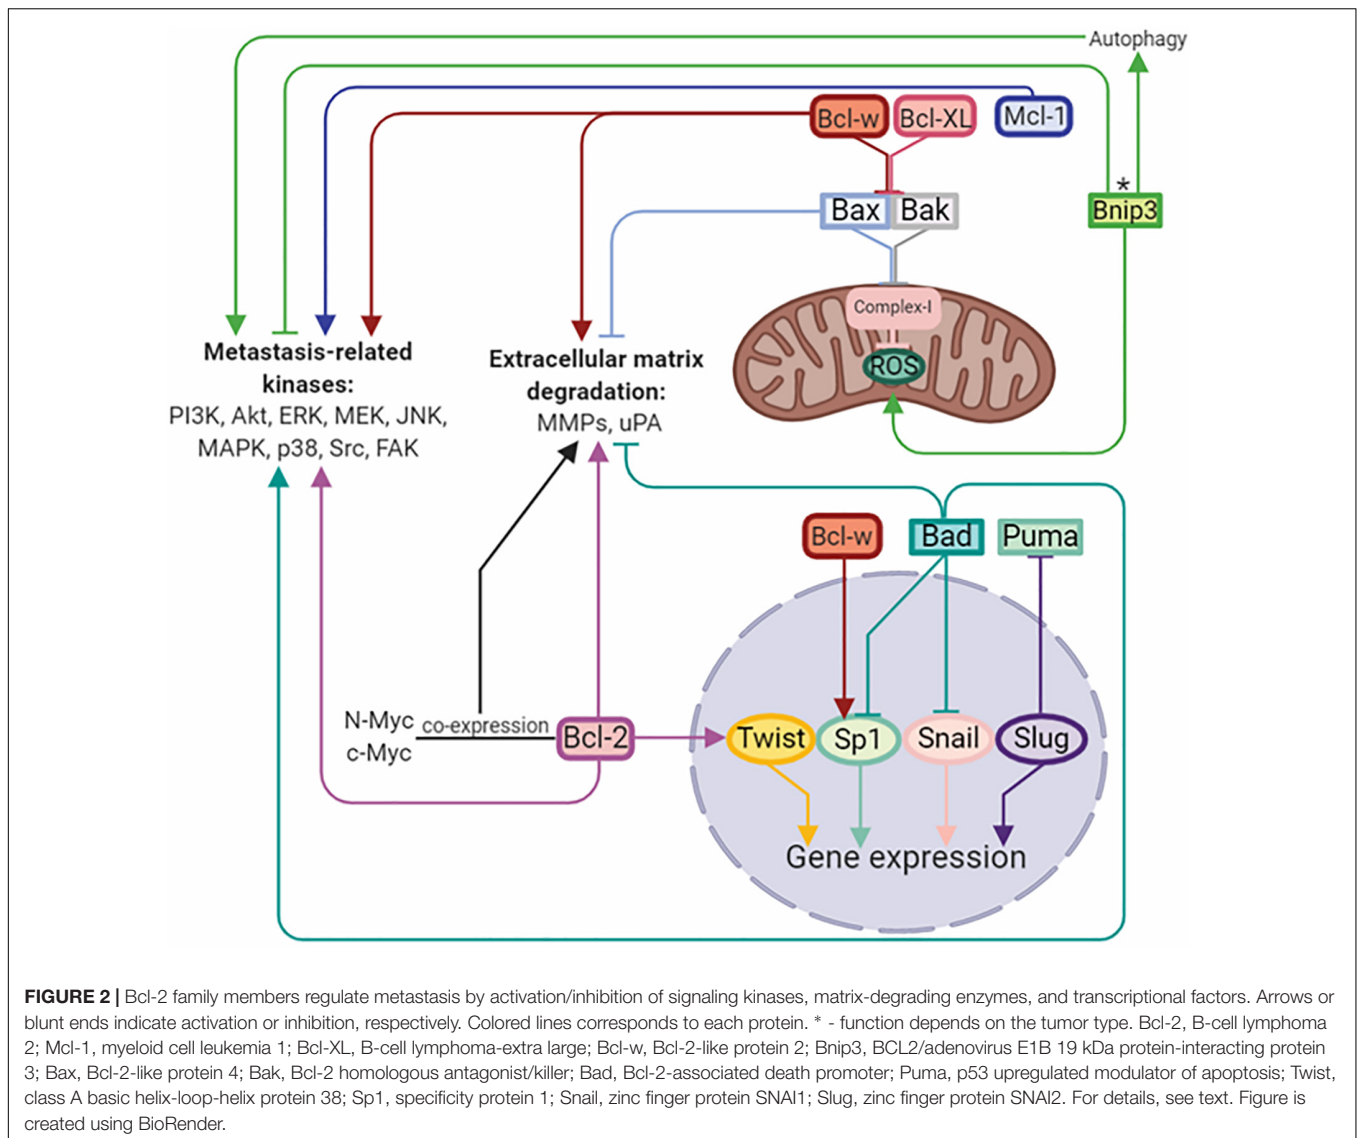 Autophagy
Bcl-w
Bcl-XL
Mcl-1
*
Bax
Bak
Bnip3
Complex-I
ROS
Metastasis-related
kinases:
PI3K, Akt, ERK, MEK, JNK,
MAPK, p38, Src, FAK
Extracellular matrix
degradation:
MMPs, uPA
Bcl-w
Bad
Puma
N-Myc
c-Myc
co-expression
Bcl-2
Twist
Sp1
Snail
Slug
Gene expression
FIGURE 2 | Bcl-2 family members regulate metastasis by activation/inhibition of signaling kinases, matrix-degrading enzymes, and transcriptional factors. Arrows or
blunt ends indicate activation or inhibition, respectively. Colored lines corresponds to each protein. * - function depends on the tumor type. Bcl-2, B-cell lymphoma
2; Mcl-1, myeloid cell leukemia 1; Bcl-XL, B-cell lymphoma-extra large; Bcl-w, Bcl-2-like protein 2; Bnip3, BCL2/adenovirus E1B 19 kDa protein-interacting protein
3; Bax, Bcl-2-like protein 4; Bak, Bcl-2 homologous antagonist/killer; Bad, Bcl-2-associated death promoter; Puma, p53 upregulated modulator of apoptosis; Twist,
class A basic helix-loop-helix protein 38; Sp1, specificity protein 1; Snail, zinc finger protein SNAI1; Slug, zinc finger protein SNAI2. For details, see text. Figure is
created using BioRender.